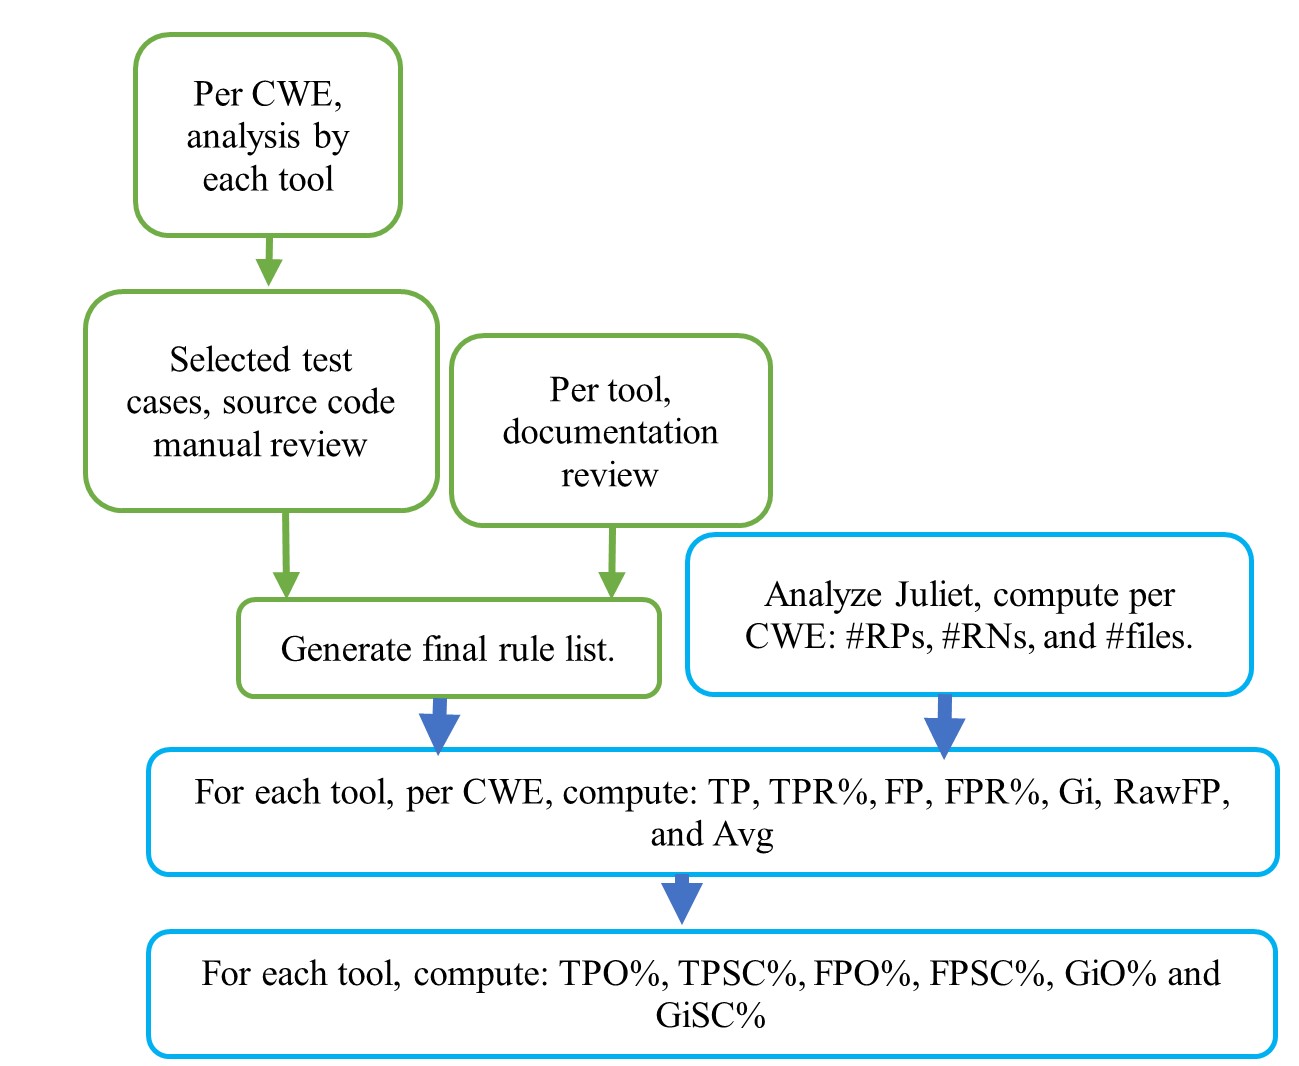 Per CWE,
analysis by
each tool
Selected test
cases, source code
manual review
Per tool,
documentation
review
Generate final rule list.
Analyze Juliet, compute per
CWE: #RPs, #RNs, and #files.
For each tool, per CWE, compute: TP, TPR%, FP, FPR%, Gi, RawFP,
and Avg
For each tool, compute: TPO%, TPSC%, FPO%, FPSC%, GiO% and
GiSC%